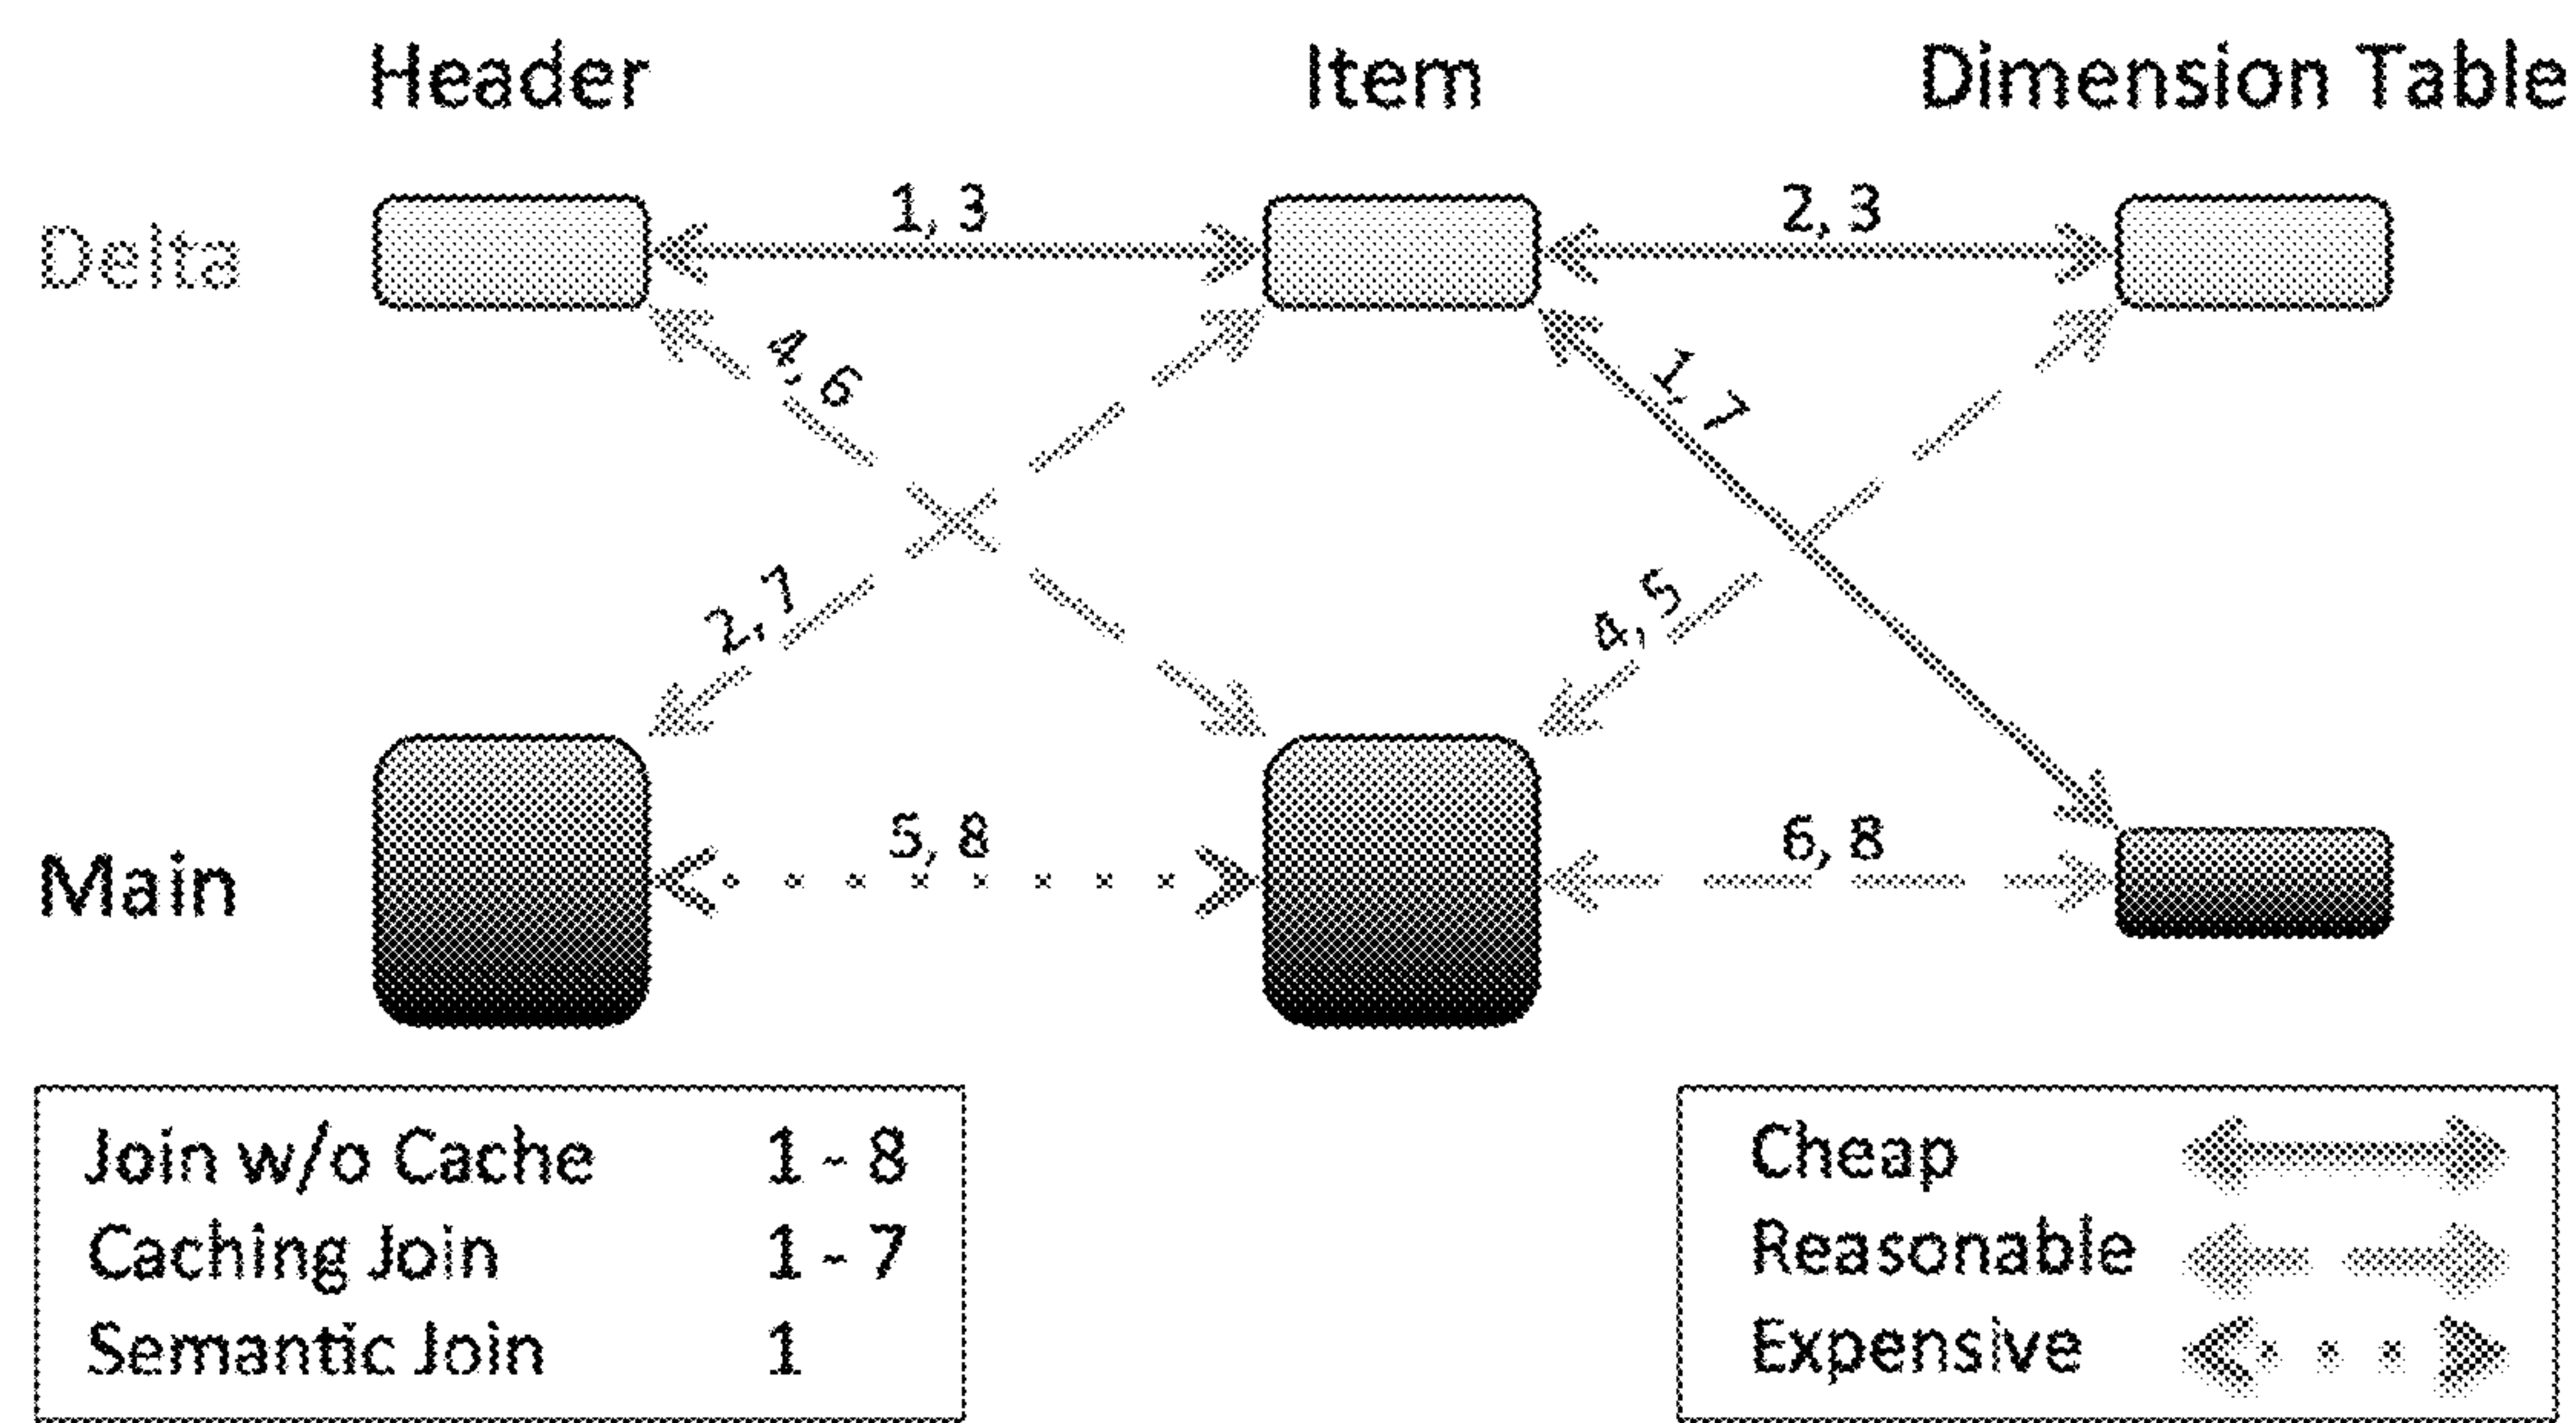 Header Item Dimension Table
Delta
1, 3
2, 3
4, 6
1, 7
2, 7
4, 5
Main
5, 8
6, 8
Join w/o Cache 1 - 8
Caching Join 1 - 7
Semantic Join 1
Cheap
Reasonable
Expensive